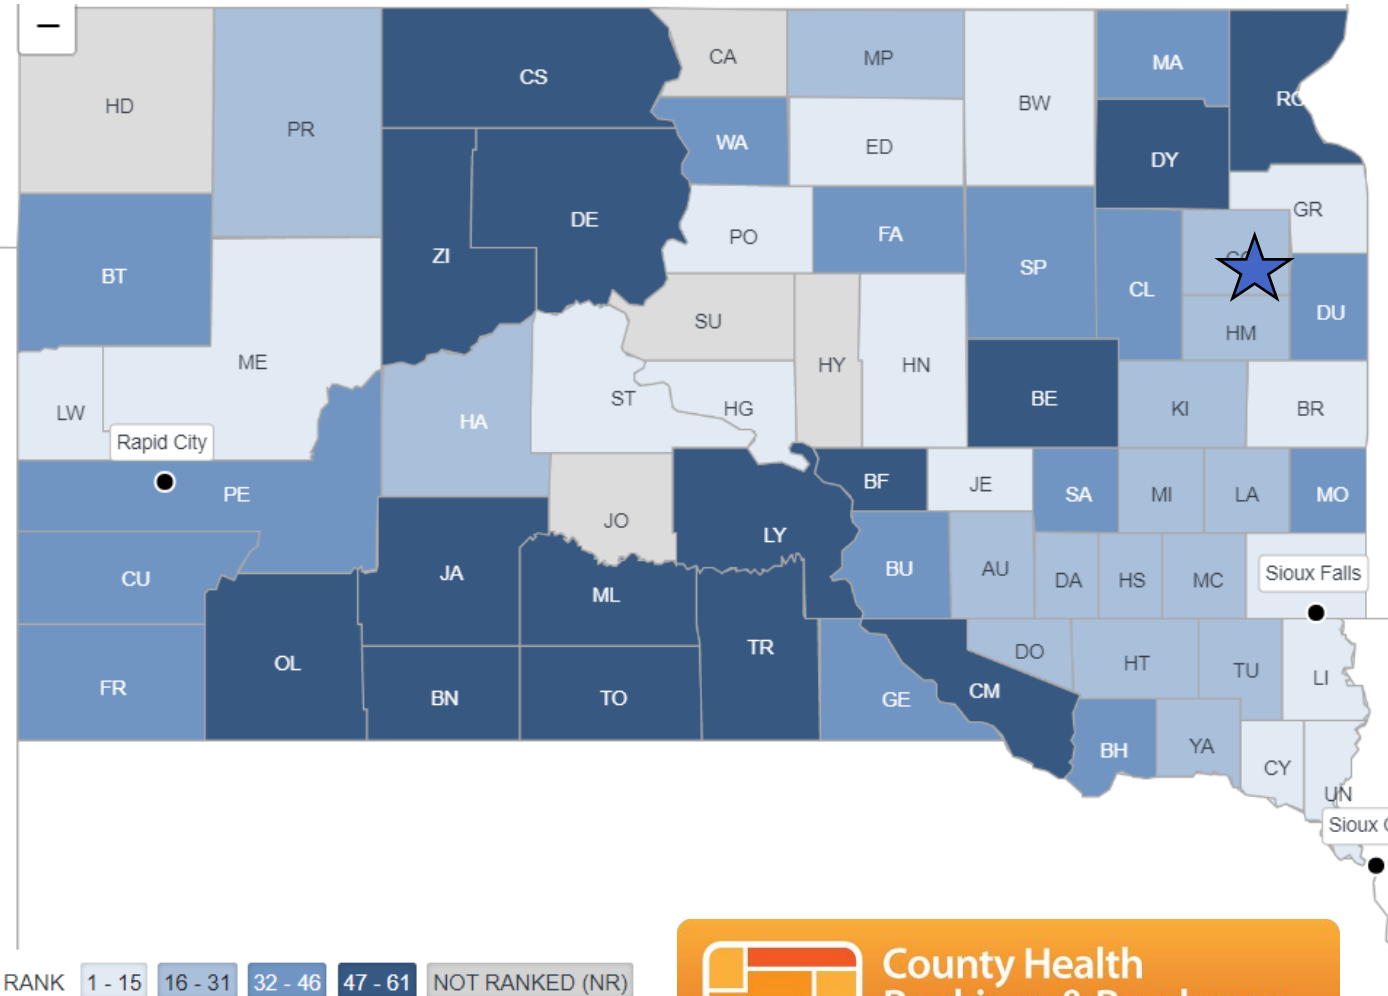 −
HD
PR
CS
CA
MP
BW
MA
WA
ED
DY
BT
ZI
DE
PO
FA
SP
CL
GR
DU
ME
SU
HY
HN
HM
LW
HA
ST
HG
BE
KI
BR
Rapid City
PE
JO
LY
BF
JE
SA
MI
LA
MO
CU
JA
ML
BU
AU
DA
HS
MC
Sioux Falls
FR
OL
BN
TO
TR
GE
CM
DO
HT
TU
LI
BH
YA
CY
UN
Sioux
RANK 1 - 15 16 - 31 32 - 46 47 - 61 NOT RANKED (NR)
County Health